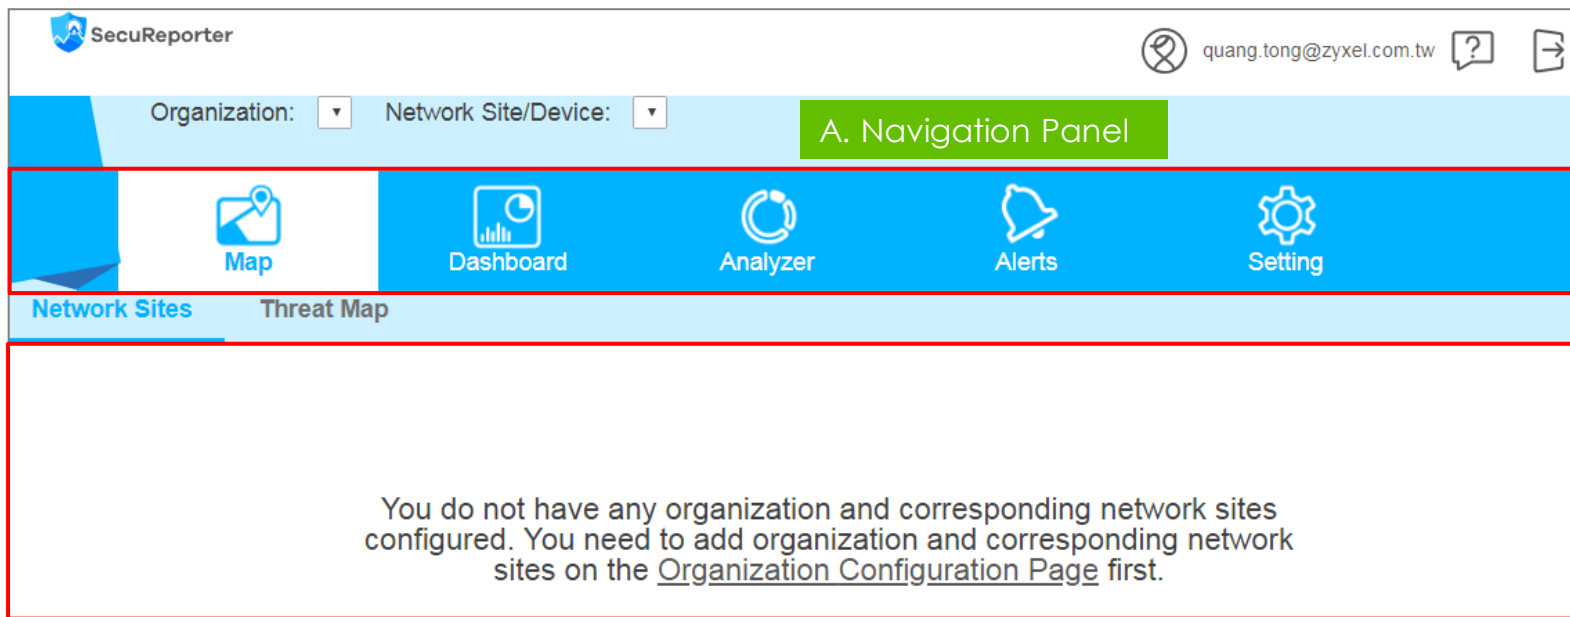 SecuReporter
quang.tong@zyxel.com.tw
Organization: Network Site/Device:
A. Navigation Panel
Map Dashboard Analyzer Alerts Setting
Network Sites Threat Map
You do not have any organization and corresponding network sites
configured. You need to add organization and corresponding network
sites on the Organization Configuration Page first.